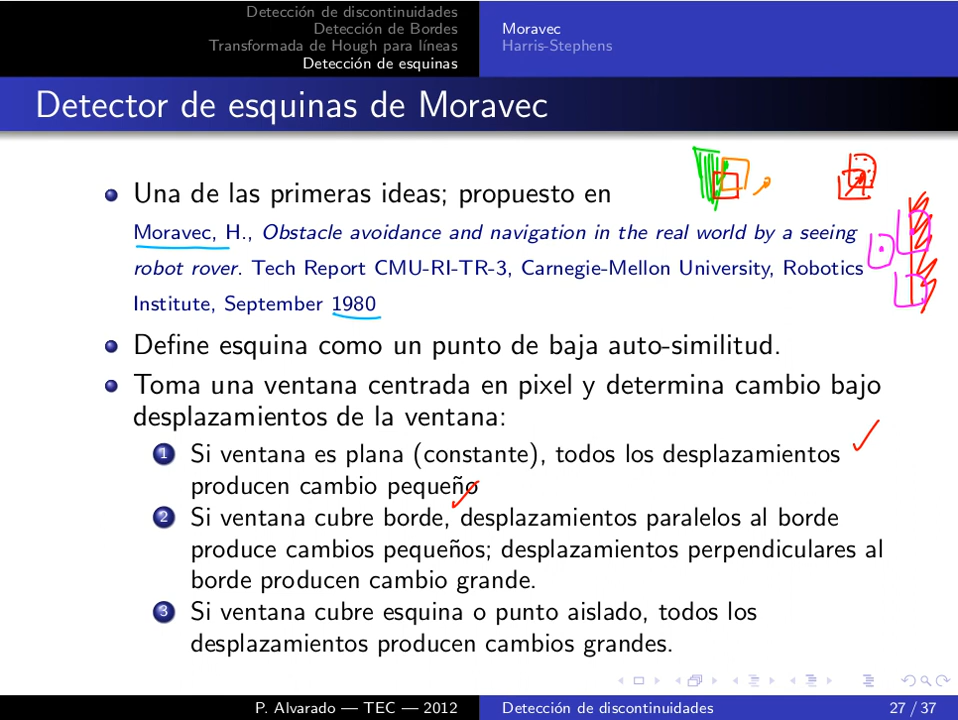 Detección de discontinuidades
Detección de Bordes
Transformada de Hough para líneas
Detección de esquinas
Moravec
Harris-Stephens
Detector de esquinas de Moravec
Una de las primeras ideas; propuesto en
Moravec, H., Obstacle avoidance and navigation in the real world by a seeing
robot rover. Tech Report CMU-RI-TR-3, Carnegie-Mellon University, Robotics
Institute, September 1980
Define esquina como un punto de baja auto-similitud.
Toma una ventana centrada en pixel y determina cambio bajo
desplazamientos de la ventana:
1 Si ventana es plana (constante), todos los desplazamientos
producen cambio pequeño
2 Si ventana cubre borde, desplazamientos paralelos al borde
produce cambios pequeños; desplazamientos perpendiculares al
borde producen cambio grande.
3 Si ventana cubre esquina o punto aislado, todos los
desplazamientos producen cambios grandes.
P. Alvarado — TEC — 2012
Detección de discontinuidades
27 / 37